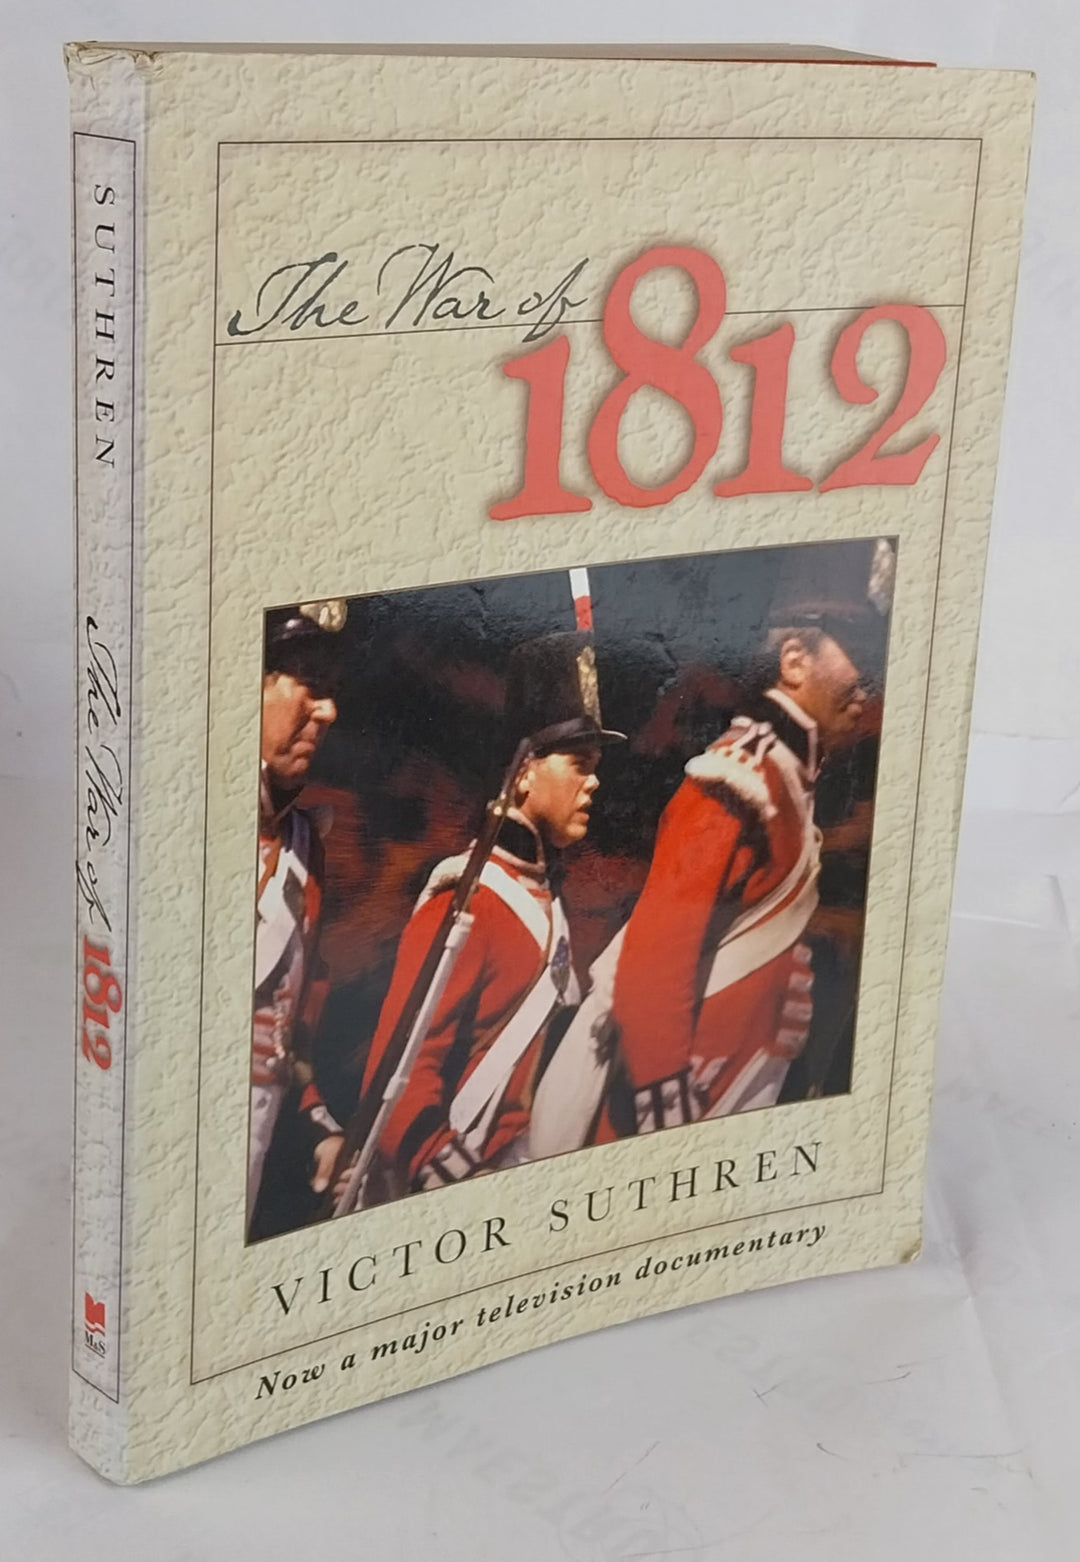 SUTHREN
The War of 1812
M&S
The War of
1812
VICTOR SUTHREN
Now a major television documentary